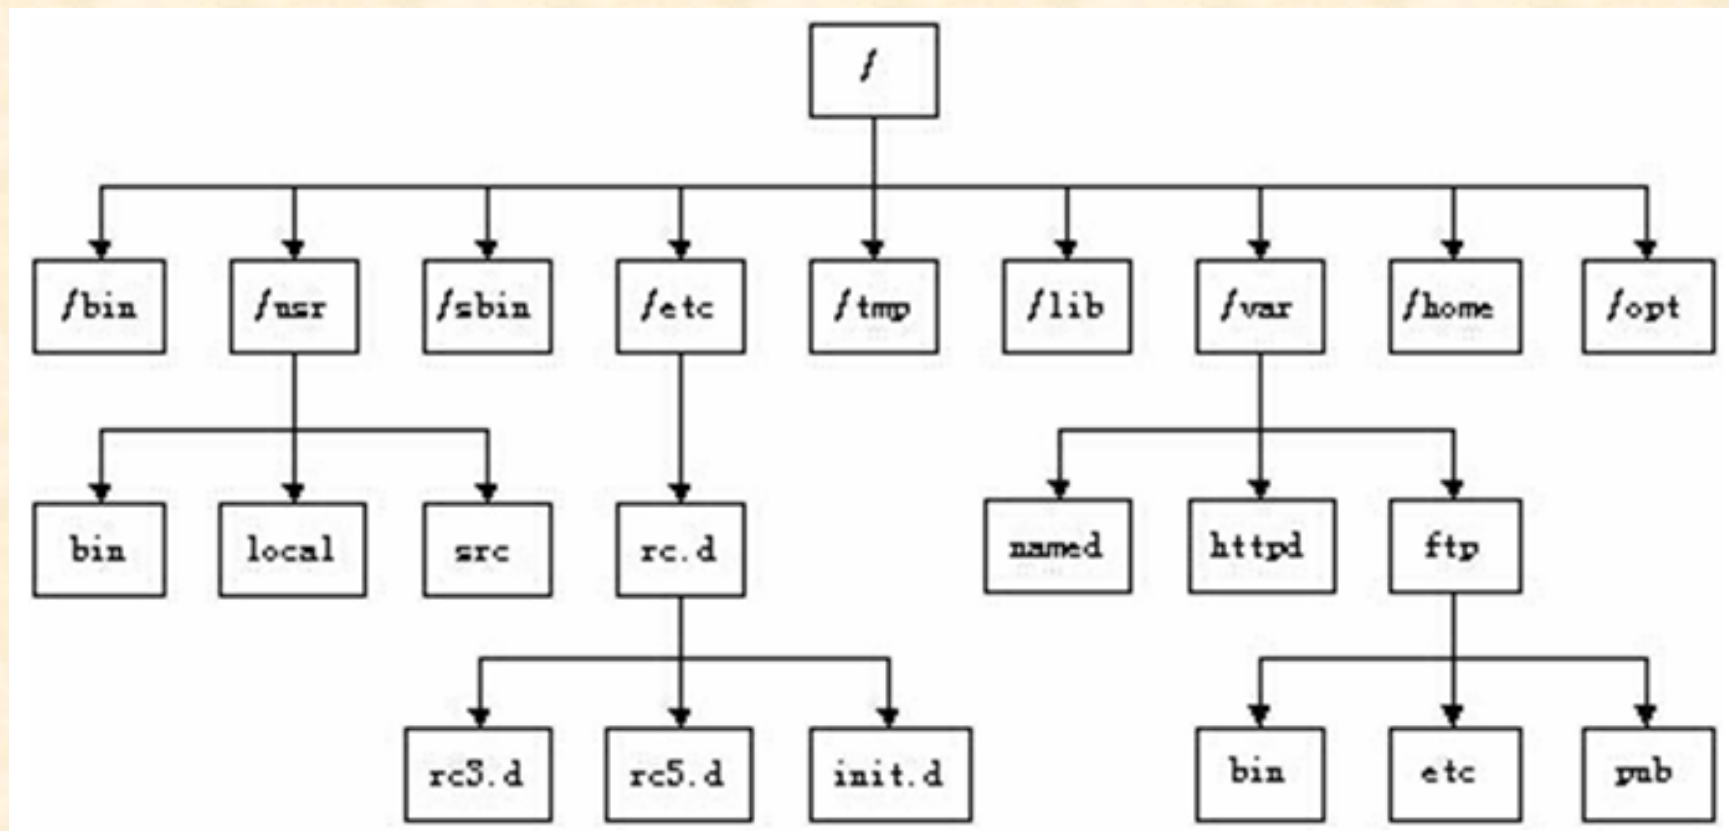 /
/bin /usr /sbin /etc /tmp /lib /var /home /opt
bin local src rc.d named httpd ftp
rc3.d rc5.d init.d bin etc pub